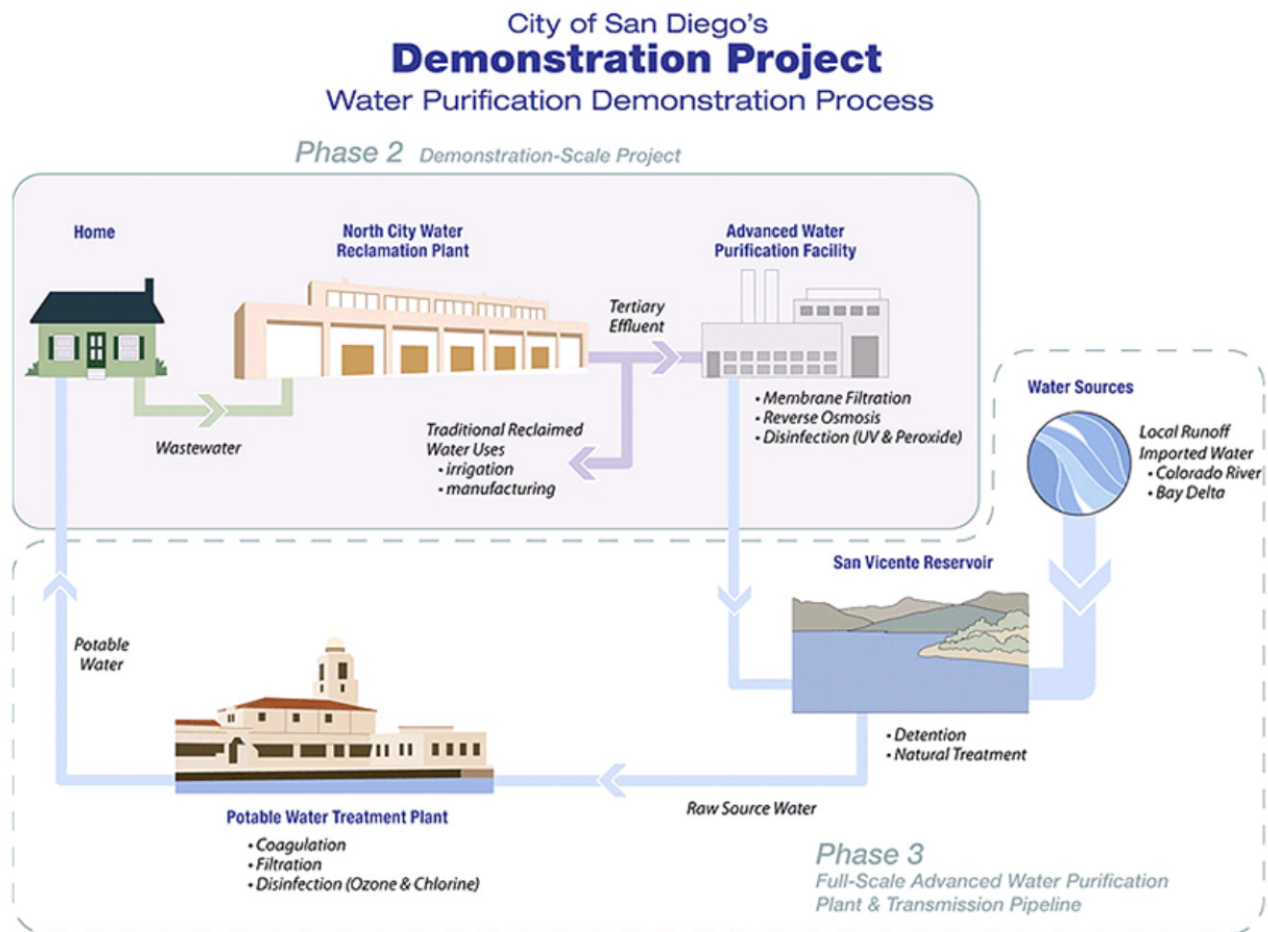 City of San Diego's
Demonstration Project
Water Purification Demonstration Process
Phase 2 Demonstration-Scale Project
Home
North City Water
Reclamation Plant
Advanced Water
Purification Facility
Tertiary
Effluent
Wastewater
Traditional Reclaimed
Water Uses
• irrigation
• manufacturing
• Membrane Filtration
• Reverse Osmosis
• Disinfection (UV & Peroxide)
Water Sources
Local Runoff
Imported Water
• Colorado River
• Bay Delta
San Vicente Reservoir
• Detention
• Natural Treatment
Potable
Water
Raw Source Water
Potable Water Treatment Plant
• Coagulation
• Filtration
• Disinfection (Ozone & Chlorine)
Phase 3
Full-Scale Advanced Water Purification
Plant & Transmission Pipeline